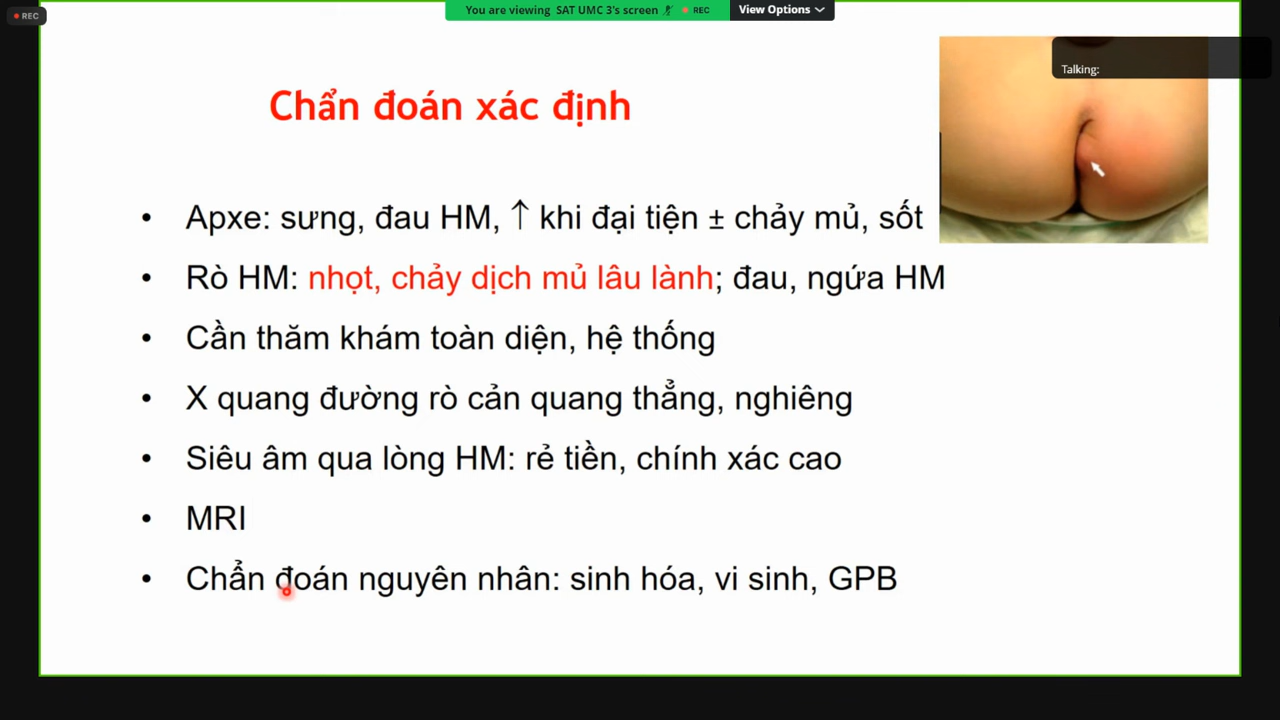 REC
You are viewing SAT UMC 3's screen REC View Options
Talking:
Chẩn đoán xác định
• Apxe: sưng, đau HM, ↑ khi đại tiện ± chảy mủ, sốt
• Rò HM: nhọt, chảy dịch mủ lâu lành; đau, ngứa HM
• Cần thăm khám toàn diện, hệ thống
• X quang đường rò cản quang thẳng, nghiêng
• Siêu âm qua lòng HM: rẻ tiền, chính xác cao
• MRI
• Chẩn đoán nguyên nhân: sinh hóa, vi sinh, GPB